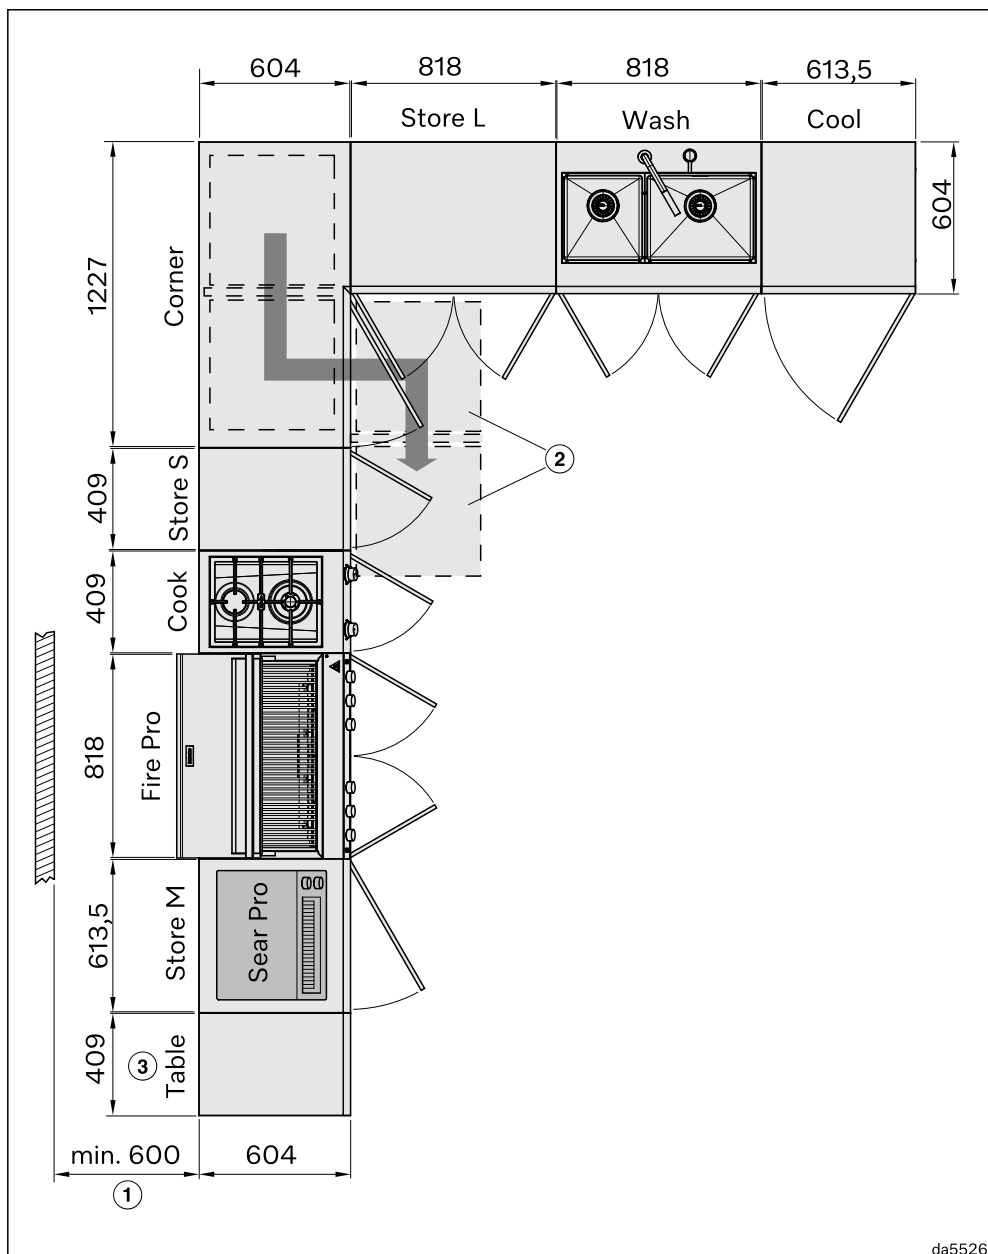 604
818
818
613,5
Store L
Wash
Cool
604
1227
Corner
409
Store S
2
409
Cook
818
Fire Pro
613,5
Store M
Sear Pro
409
3
Table
min. 600
604
1
da5526